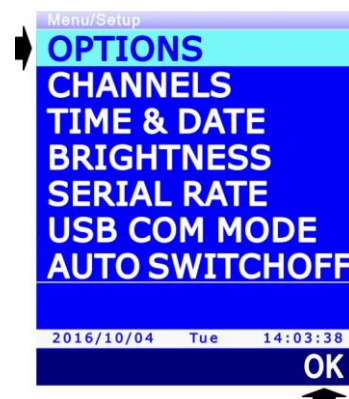 Menu/Setup
OPTIONS
CHANNELS
TIME & DATE
BRIGHTNESS
SERIAL RATE
USB COM MODE
AUTO SWITCHOFF
2016/10/04 Tue 14:03:38
OK